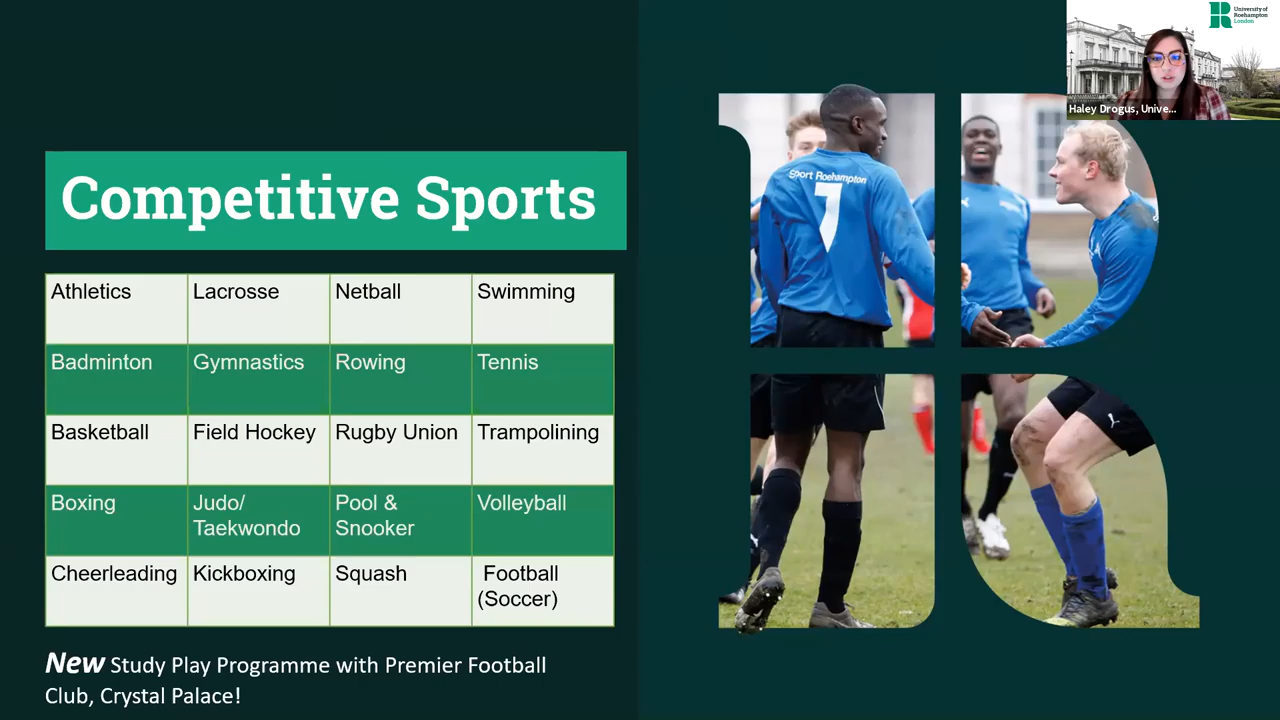 University of
Roehampton
London
Haley Drogus, Unive...
Competitive Sports
Athletics Lacrosse Netball Swimming
Badminton Gymnastics Rowing Tennis
Basketball Field Hockey Rugby Union Trampolining
Boxing Judo/ Pool & Volleyball
Taekwondo Snooker
Cheerleading Kickboxing Squash Football
(Soccer)
New Study Play Programme with Premier Football
Club, Crystal Palace!
Sport Roehampton
7